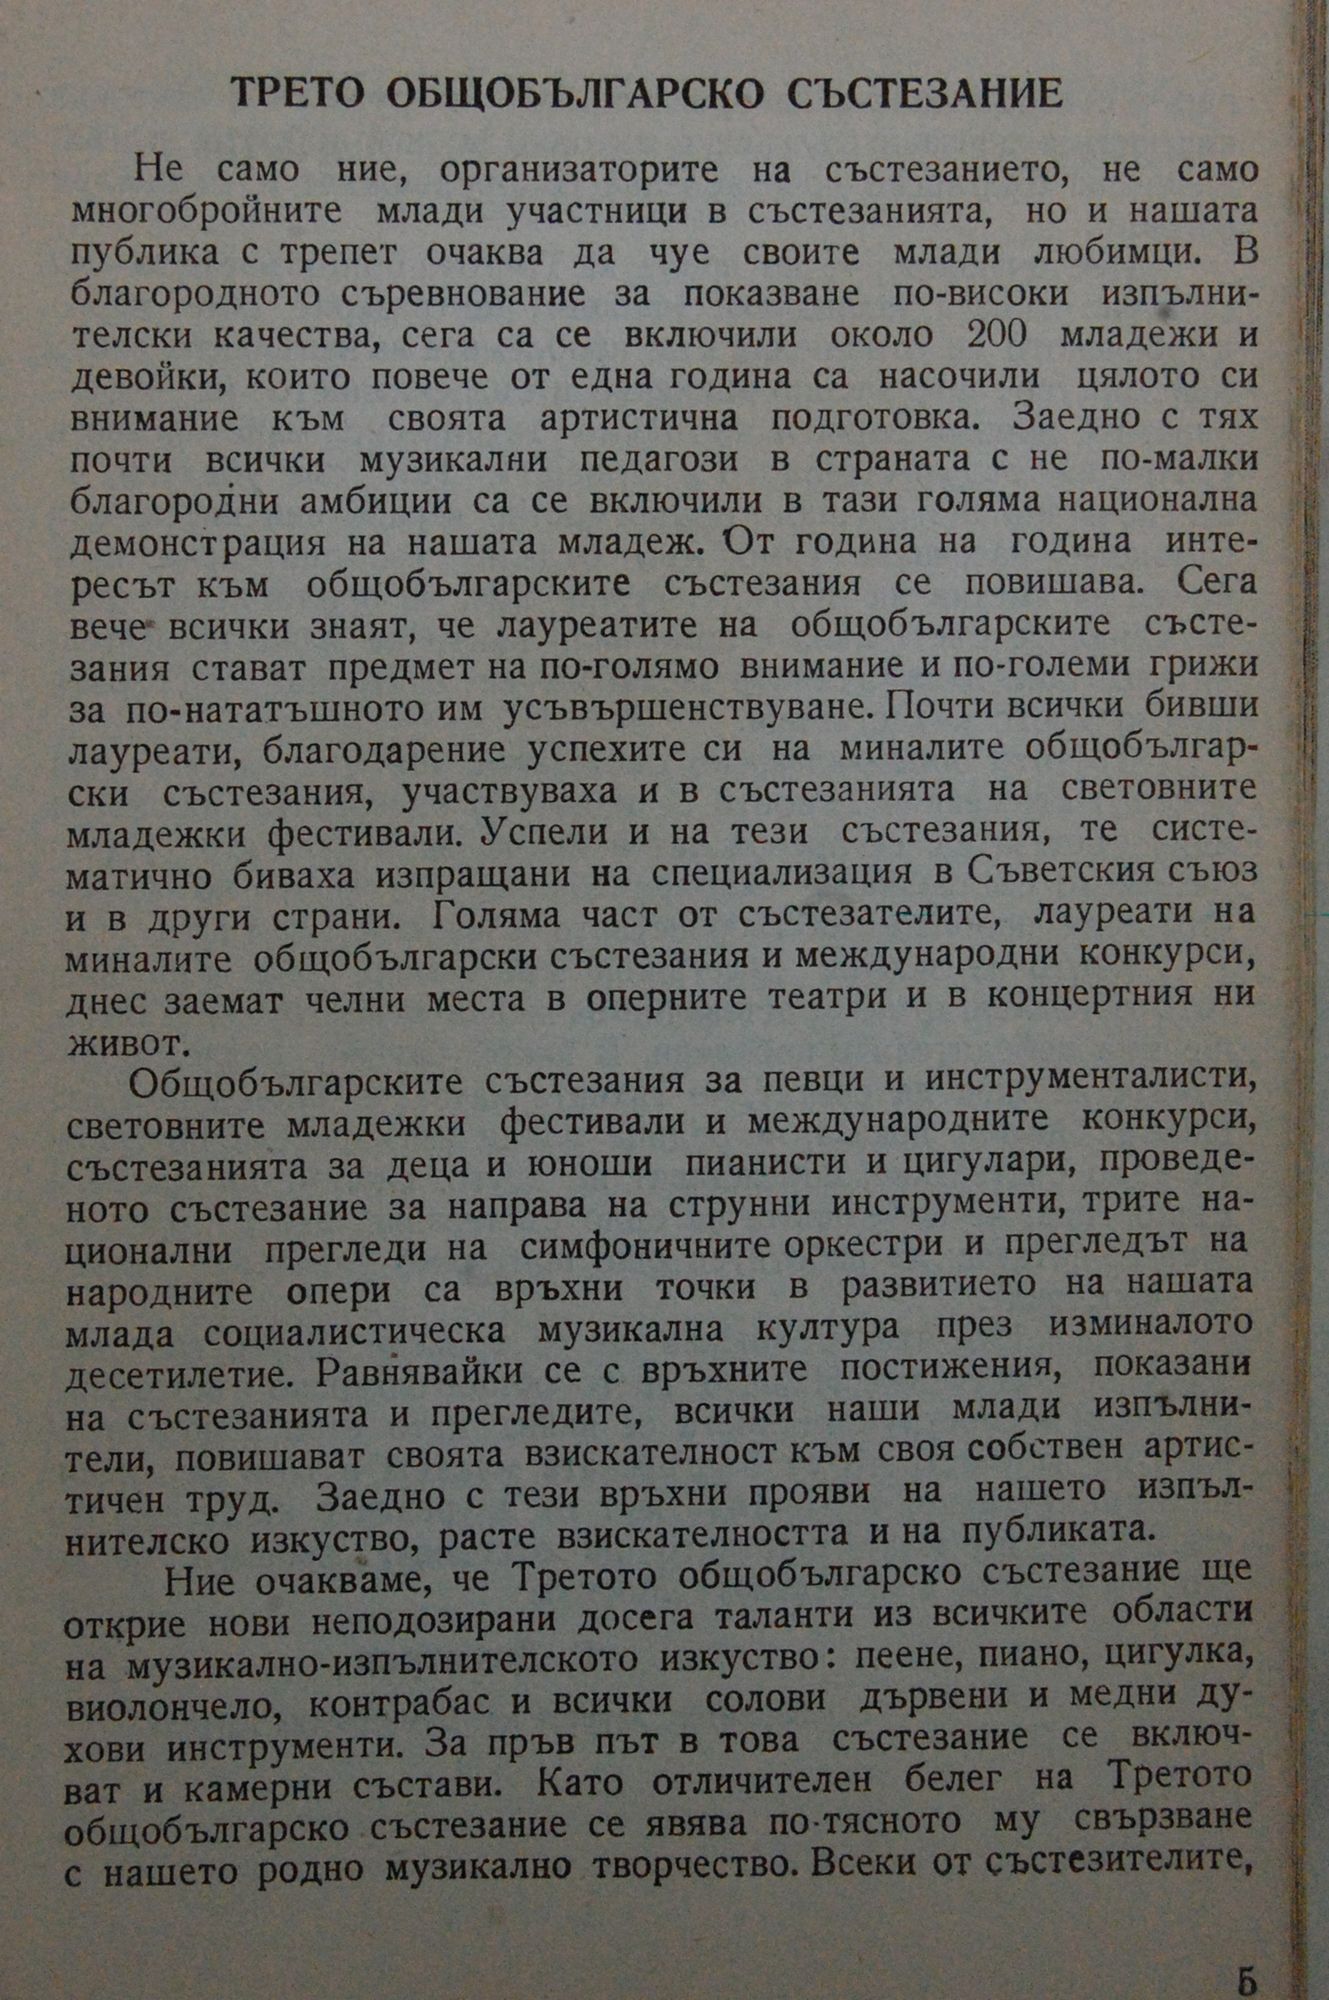 ТРЕТО ОБЩОБЪЛГАРСКО СЪСТЕЗАНИЕ
Не само ние, организаторите на състезанието, не само
многобройните млади участници в състезанията, но и нашата
публика с трепет очаква да чуе своите млади любимци. В
благородното съревнование за показване по-високи изпълни-
телски качества, сега са се включили около 200 младежи и
девойки, които повече от една година са насочили цялото си
внимание към своята артистична подготовка. Заедно с тях
почти всички музикални педагози в страната с не по-малки
благородни амбиции са се включили в тази голяма национална
демонстрация на нашата младеж. От година на година инте-
ресът към общобългарските състезания се повишава. Сега
вече всички знаят, че лауреатите на общобългарските състе-
зания стават предмет на по-голямо внимание и по-големи грижи
за по-нататъшното им усъвършенствуване. Почти всички бивши
лауреати, благодарение успехите си на миналите общобългар-
ски състезания, участвуваха и в състезанията на световните
младежки фестивали. Успели и на тези състезания, те систе-
матично биваха изпращани на специализация в Съветския съюз
и в други страни. Голяма част от състезателите, лауреати на
миналите общобългарски състезания и международни конкурси,
днес заемат челни места в оперните театри и в концертния ни
живот.
Общобългарските състезания за певци и инструменталисти,
световните младежки фестивали и международните конкурси,
състезанията за деца и юноши пианисти и цигулари, проведе-
ното състезание за направа на струнни инструменти, трите на-
ционални прегледи на симфоничните оркестри и прегледът на
народните опери са връхни точки в развитието на нашата
млада социалистическа музикална култура през изминалото
десетилетие. Равнявайки се с връхните постижения, показани
на състезанията и прегледите, всички наши млади изпълни-
тели, повишават своята взискателност към своя собствен артис-
тичен труд. Заедно с тези връхни прояви на нашето изпъл-
нителско изкуство, расте взискателността и на публиката.
Ние очакваме, че Третото общобългарско състезание ще
открие нови неподозирани досега таланти из всичките области
на музикално-изпълнителското изкуство: пеене, пиано, цигулка,
виолончело, контрабас и всички солови дървени и медни ду-
хови инструменти. За пръв път в това състезание се включ-
ват и камерни състави. Като отличителен белег на Третото
общобългарско състезание се явява по-тясното му свързване
с нашето родно музикално творчество. Всеки от състезителите,
5